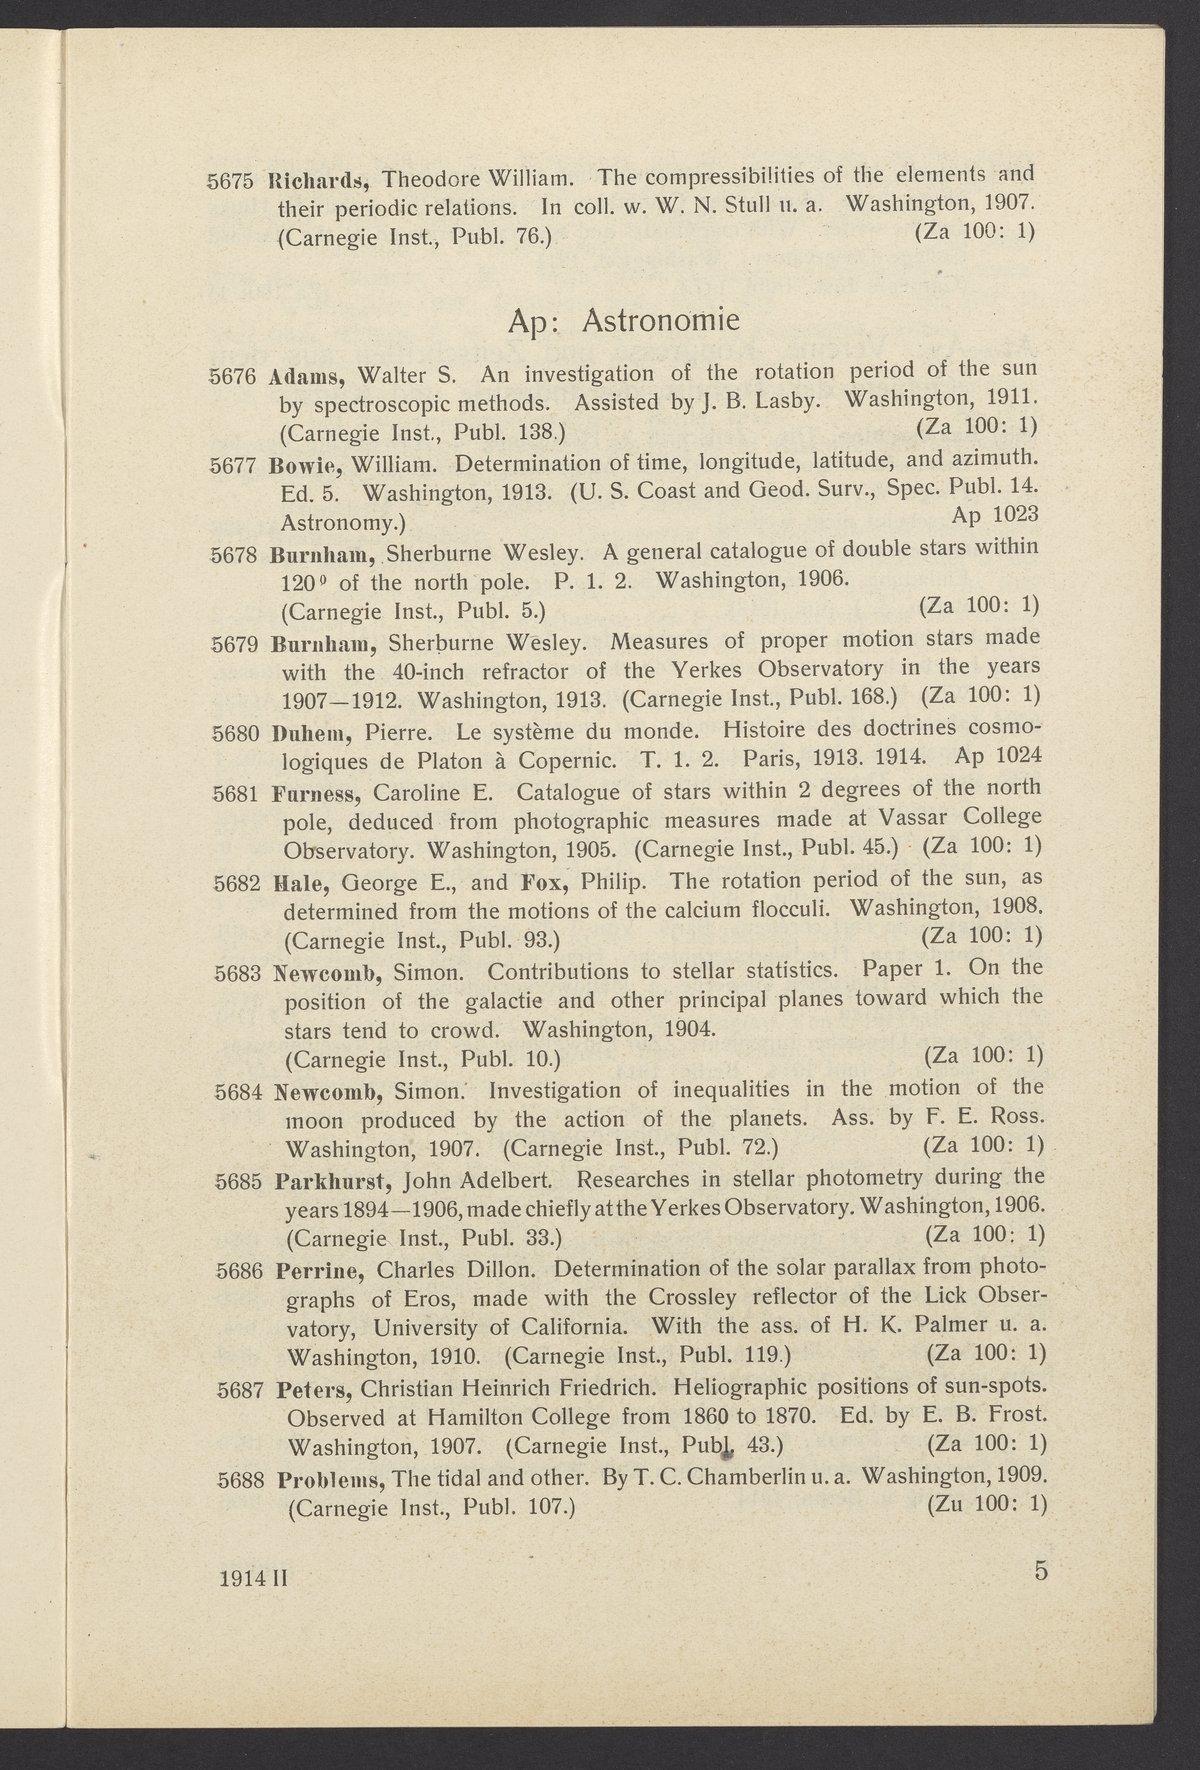 5675 Richards, Theodore William. The compressibilities of the elements and
their periodic relations. In coll. w. W. N. Stull u. a. Washington, 1907.
(Carnegie Inst., Publ. 76.) (Za 100: 1)
Ap: Astronomie
5676 Adams, Walter S. An investigation of the rotation period of the sun
by spectroscopic methods. Assisted by J. B. Lasby. Washington, 1911.
(Carnegie Inst., Publ. 138.) (Za 100: 1)
5677 Bowie, William. Determination of time, longitude, latitude, and azimuth.
Ed. 5. Washington, 1913. (U. S. Coast and Geod. Surv., Spec. Publ. 14.
Astronomy.) Ap 1023
5678 Burnham, Sherburne Wesley. A general catalogue of double stars within
120⁰ of the north pole. P. 1. 2. Washington, 1906.
(Carnegie Inst., Publ. 5.) (Za 100: 1)
5679 Burnham, Sherburne Wesley. Measures of proper motion stars made
with the 40-inch refractor of the Yerkes Observatory in the years
1907—1912. Washington, 1913. (Carnegie Inst., Publ. 168.) (Za 100: 1)
5680 Duhem, Pierre. Le système du monde. Histoire des doctrines cosmo-
logiques de Platon à Copernic. T. 1. 2. Paris, 1913. 1914. Ap 1024
5681 Furness, Caroline E. Catalogue of stars within 2 degrees of the north
pole, deduced from photographic measures made at Vassar College
Observatory. Washington, 1905. (Carnegie Inst., Publ. 45.) (Za 100: 1)
5682 Hale, George E., and Fox, Philip. The rotation period of the sun, as
determined from the motions of the calcium flocculi. Washington, 1908.
(Carnegie Inst., Publ. 93.) (Za 100: 1)
5683 Newcomb, Simon. Contributions to stellar statistics. Paper 1. On the
position of the galactie and other principal planes toward which the
stars tend to crowd. Washington, 1904.
(Carnegie Inst., Publ. 10.) (Za 100: 1)
5684 Newcomb, Simon. Investigation of inequalities in the motion of the
moon produced by the action of the planets. Ass. by F. E. Ross.
Washington, 1907. (Carnegie Inst., Publ. 72.) (Za 100: 1)
5685 Parkhurst, John Adelbert. Researches in stellar photometry during the
years 1894—1906, made chiefly at the Yerkes Observatory. Washington, 1906.
(Carnegie Inst., Publ. 33.) (Za 100: 1)
5686 Perrine, Charles Dillon. Determination of the solar parallax from photo-
graphs of Eros, made with the Crossley reflector of the Lick Obser-
vatory, University of California. With the ass. of H. K. Palmer u. a.
Washington, 1910. (Carnegie Inst., Publ. 119.) (Za 100: 1)
5687 Peters, Christian Heinrich Friedrich. Heliographic positions of sun-spots.
Observed at Hamilton College from 1860 to 1870. Ed. by E. B. Frost.
Washington, 1907. (Carnegie Inst., Publ. 43.) (Za 100: 1)
5688 Problems, The tidal and other. By T. C. Chamberlin u. a. Washington, 1909.
(Carnegie Inst., Publ. 107.) (Zu 100: 1)
1914 II 5